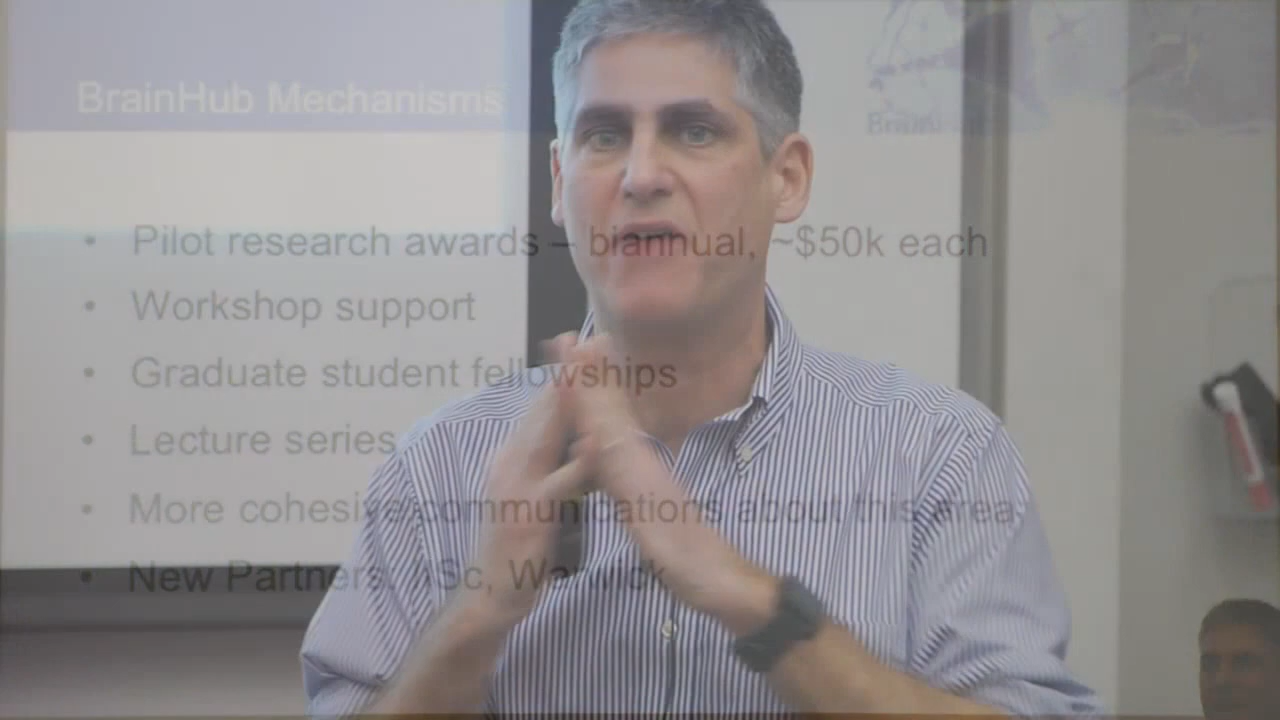 BrainHub Mechanisms
• Pilot research awards – biannual, ~$50k each
• Workshop support
• Graduate student fellowships
• Lecture series
• More cohesive communications about this area
• New Partners, Warwick